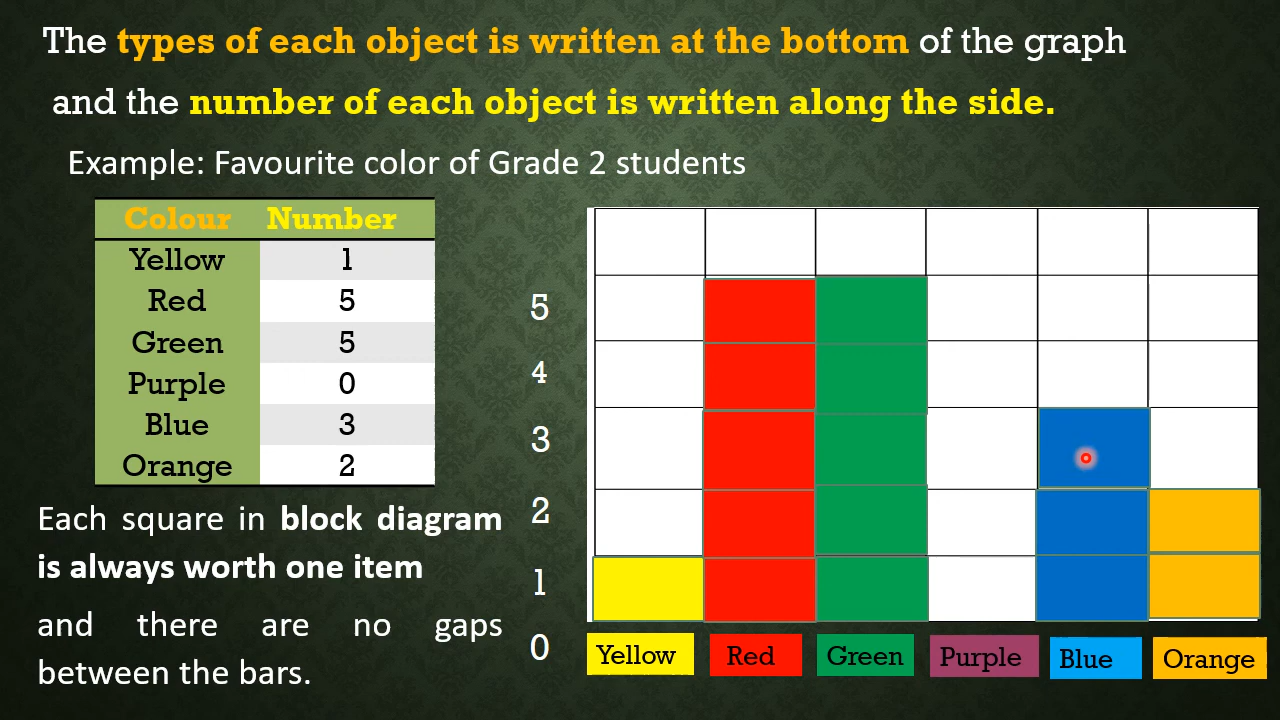 The types of each object is written at the bottom of the graph
and the number of each object is written along the side.
Example: Favourite color of Grade 2 students
Colour Number
Yellow 1
Red 5
Green 5
Purple 0
Blue 3
Orange 2
Each square in block diagram
is always worth one item
and there are no gaps
between the bars.
5
4
3
2
1
0
Yellow Red Green Purple Blue Orange